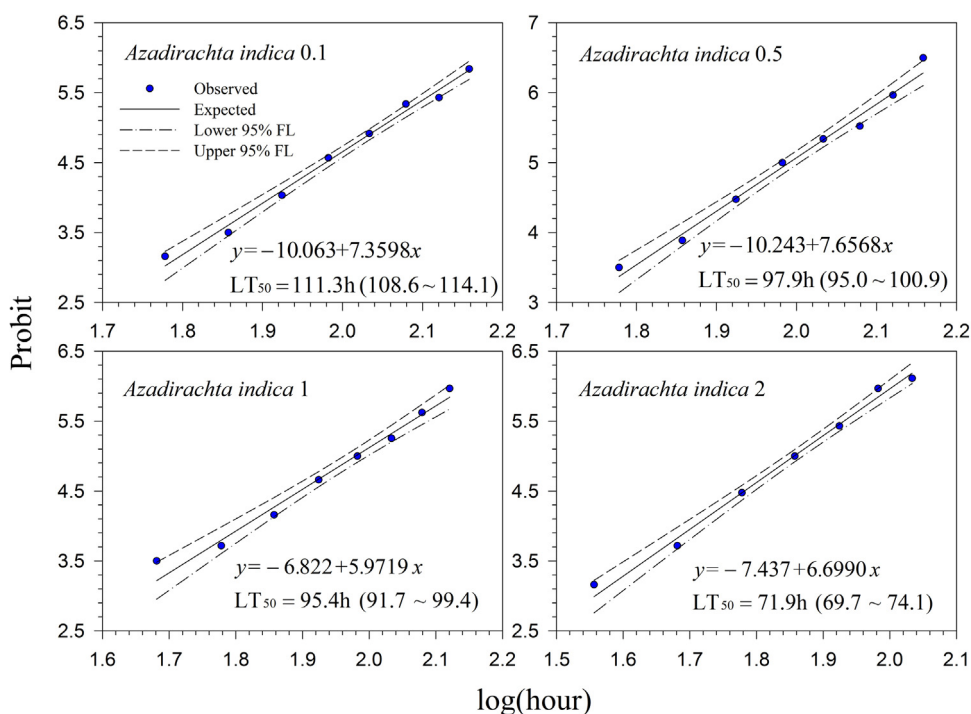 Azadirachta indica 0.1
Observed
Expected
Lower 95% FL
Upper 95% FL
y=−10.063+7.3598x
LT50=111.3h (108.6~114.1)
6.5
5.5
4.5
3.5
2.5
1.7 1.8 1.9 2.0 2.1 2.2
Azadirachta indica 0.5
y=−10.243+7.6568x
LT50=97.9h (95.0~100.9)
7
6
5
4
3
1.7 1.8 1.9 2.0 2.1 2.2
Probit
Azadirachta indica 1
y=−6.822+5.9719x
LT50=95.4h (91.7~99.4)
6.5
5.5
4.5
3.5
2.5
1.6 1.7 1.8 1.9 2.0 2.1 2.2
Azadirachta indica 2
y=−7.437+6.6990x
LT50=71.9h (69.7~74.1)
6.5
5.5
4.5
3.5
2.5
1.5 1.6 1.7 1.8 1.9 2.0 2.1
log(hour)